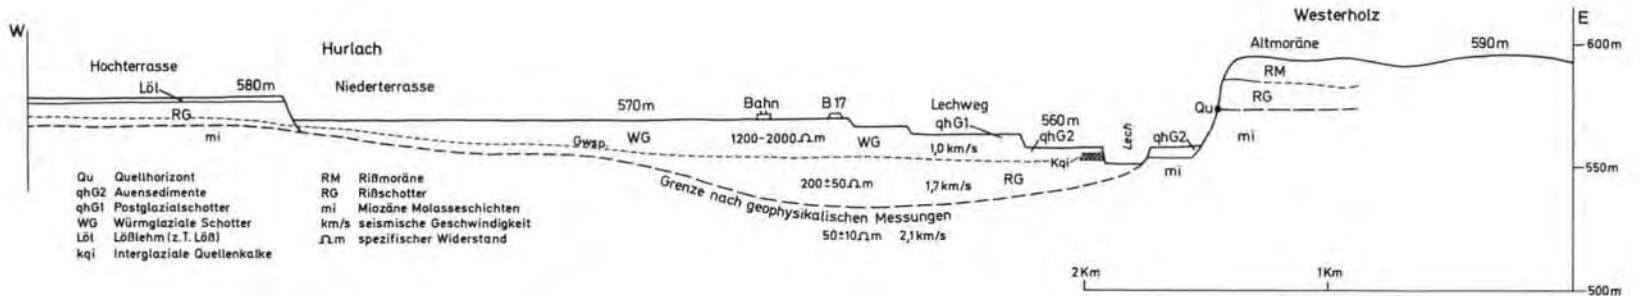 W
Westerholz
E
Hurlach
Altmoräne
590m
600m
Hochterrasse
Löl
580m
Niederterrasse
RM
RG
570m
Bahn
B 17
Lechweg
qhG1
560m
qhG2
Lech
qhG2
Qu
RG
mi
Gwsp.
WG
1200-2000 Ωm
WG
1,0 km/s
Kqi
RG
mi
mi
550m
200±50 Ωm
1,7 km/s
Grenze nach geophysikalischen Messungen
50±10 Ωm 2,1 km/s
Qu Quellhorizont
qhG2 Auensedimente
qhG1 Postglazialschotter
WG Würmglaziale Schotter
Löl Lößlehm (z.T. Löß)
kqi Interglaziale Quellenkalke
RM Rißmoräne
RG Rißschotter
mi Miozäne Molasseschichten
km/s seismische Geschwindigkeit
Ωm spezifischer Widerstand
2 Km
1 Km
500m